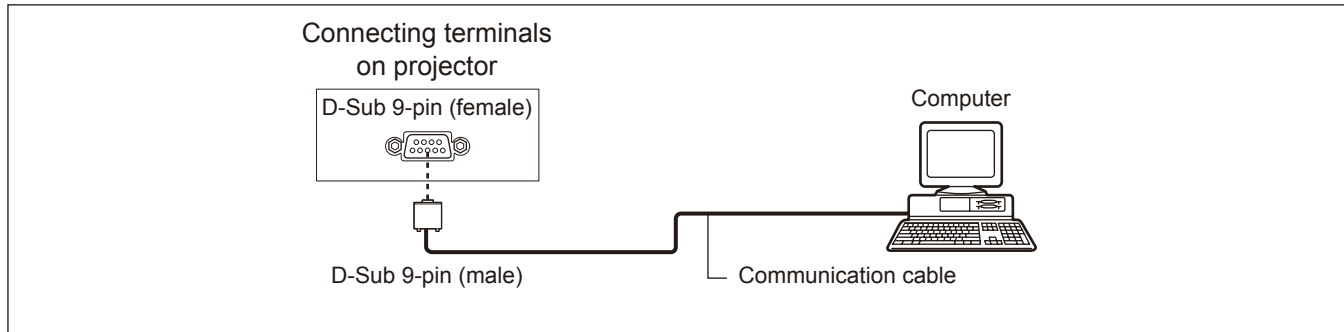 Connecting terminals
on projector
D-Sub 9-pin (female)
Computer
D-Sub 9-pin (male)
Communication cable